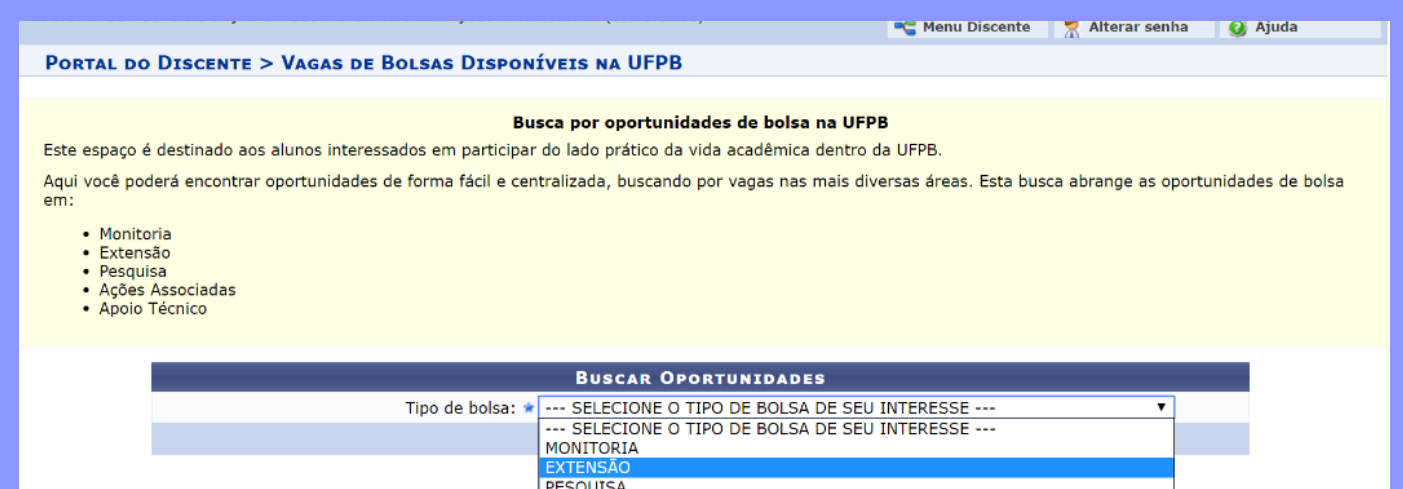 Menu Discente Alterar senha Ajuda
PORTAL DO DISCENTE > VAGAS DE BOLSAS DISPONÍVEIS NA UFPB
Busca por oportunidades de bolsa na UFPB
Este espaço é destinado aos alunos interessados em participar do lado prático da vida acadêmica dentro da UFPB.
Aqui você poderá encontrar oportunidades de forma fácil e centralizada, buscando por vagas nas mais diversas áreas. Esta busca abrange as oportunidades de bolsa
em:
• Monitoria
• Extensão
• Pesquisa
• Ações Associadas
• Apoio Técnico
BUSCAR OPORTUNIDADES
Tipo de bolsa: --- SELECIONE O TIPO DE BOLSA DE SEU INTERESSE ---
--- SELECIONE O TIPO DE BOLSA DE SEU INTERESSE ---
MONITORIA
EXTENSÃO
PESQUISA